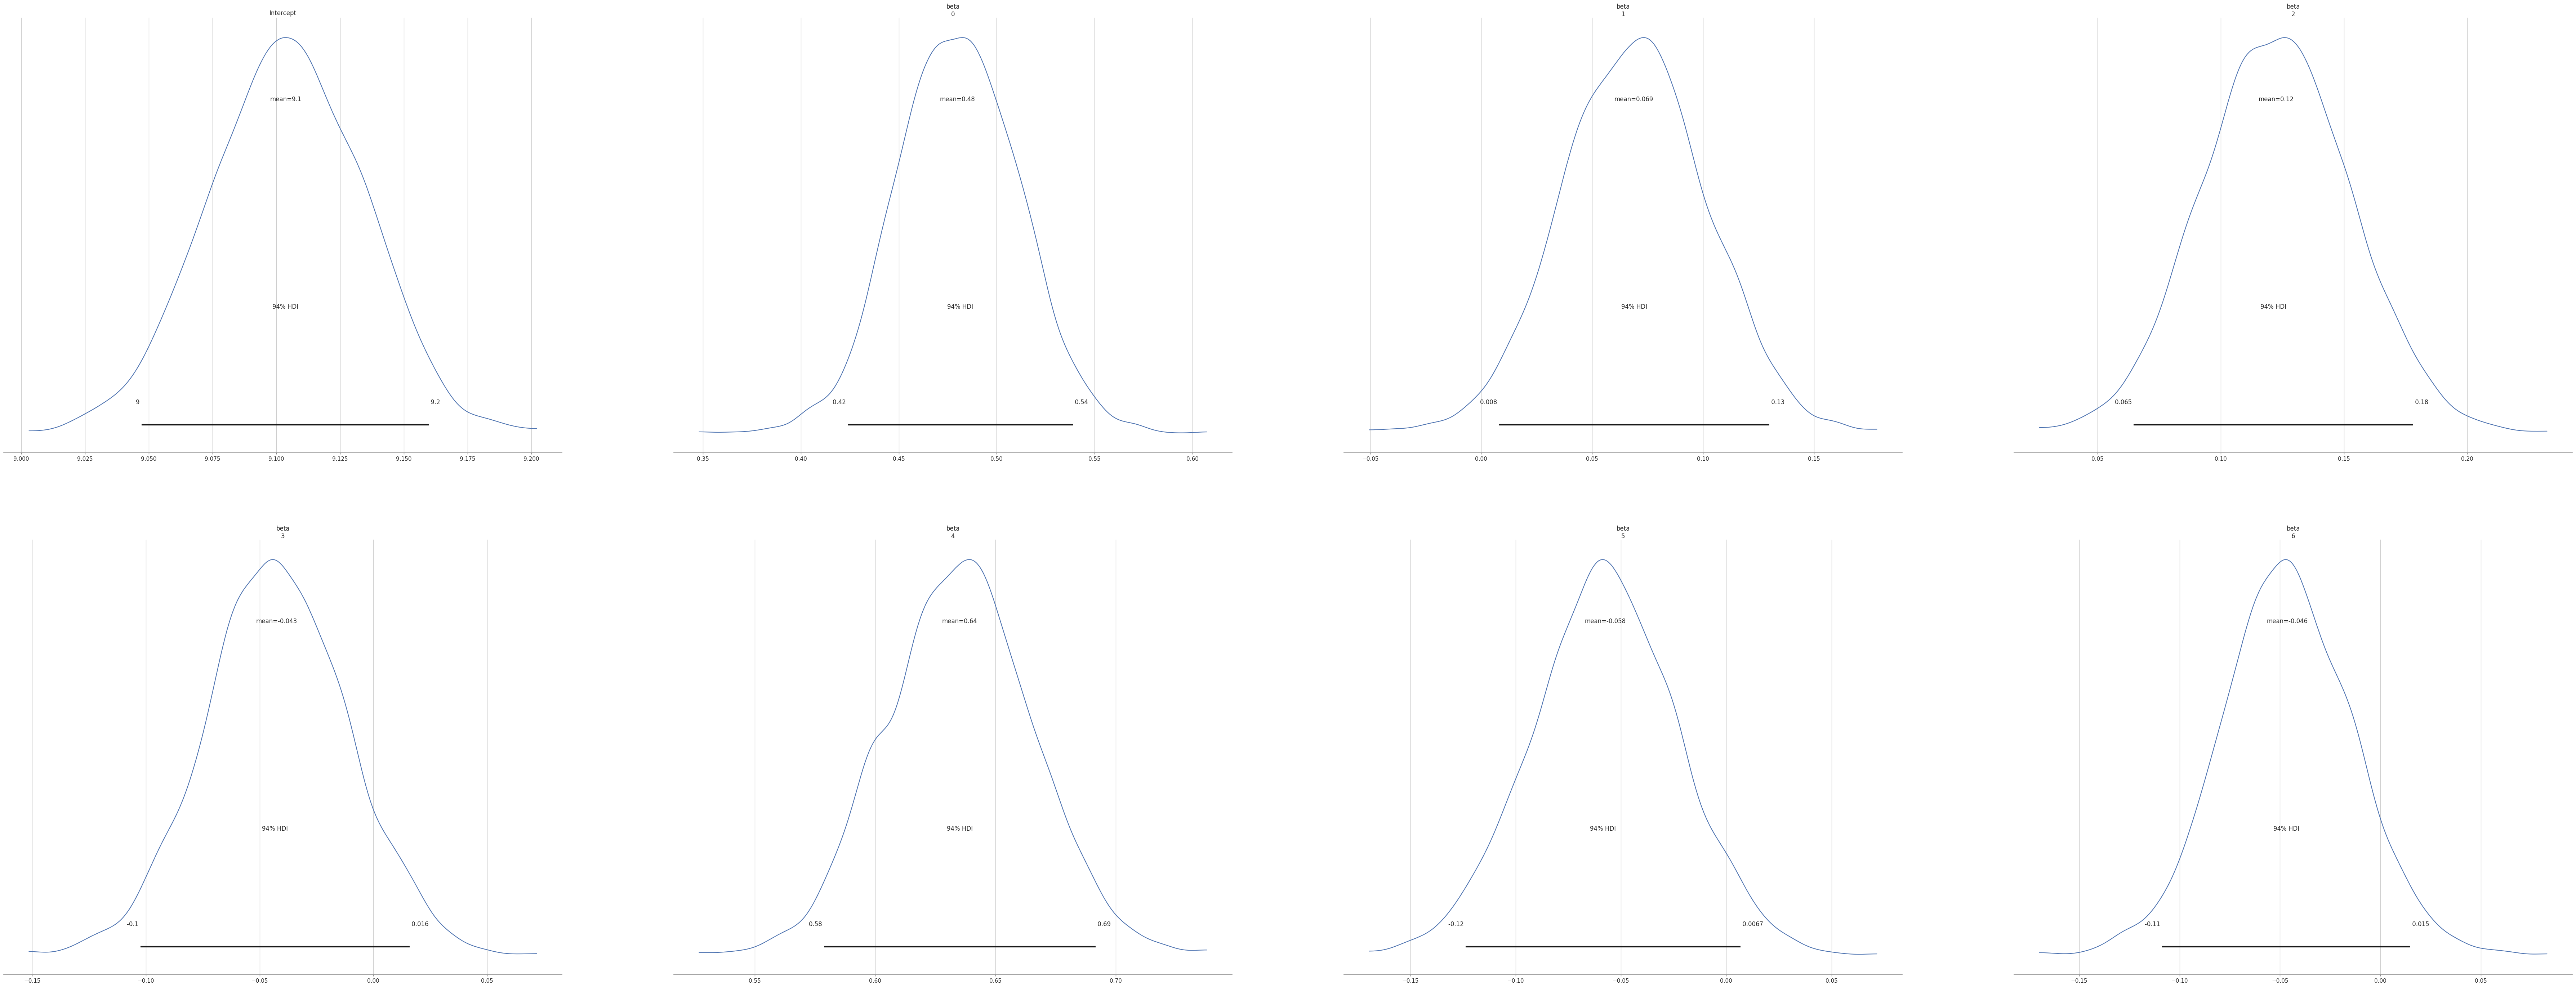 Intercept
mean=9.1
94% HDI
9
9.2
9.000
9.025
9.050
9.075
9.100
9.125
9.150
9.175
9.200
beta
0
mean=0.48
94% HDI
0.42
0.54
0.35
0.40
0.45
0.50
0.55
0.60
beta
1
mean=0.069
94% HDI
0.008
0.13
−0.05
0.00
0.05
0.10
0.15
beta
2
mean=0.12
94% HDI
0.065
0.18
0.05
0.10
0.15
0.20
beta
3
mean=-0.043
94% HDI
-0.1
0.016
−0.15
−0.10
−0.05
0.00
0.05
beta
4
mean=0.64
94% HDI
0.58
0.69
0.55
0.60
0.65
0.70
beta
5
mean=-0.058
94% HDI
-0.12
0.0067
−0.15
−0.10
−0.05
0.00
0.05
beta
6
mean=-0.046
94% HDI
-0.11
0.015
−0.15
−0.10
−0.05
0.00
0.05